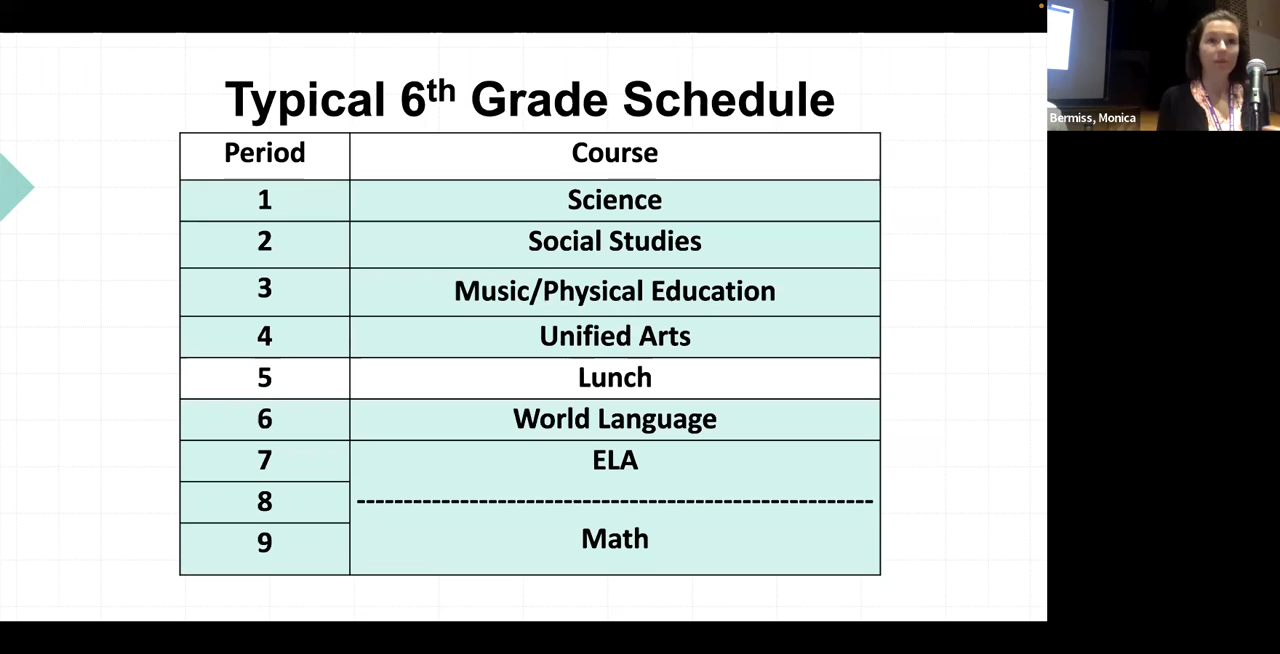 Typical 6th Grade Schedule
Period Course
1 Science
2 Social Studies
3 Music/Physical Education
4 Unified Arts
5 Lunch
6 World Language
7 ELA
8 --------------------------------------------------------
9 Math
Bermiss, Monica